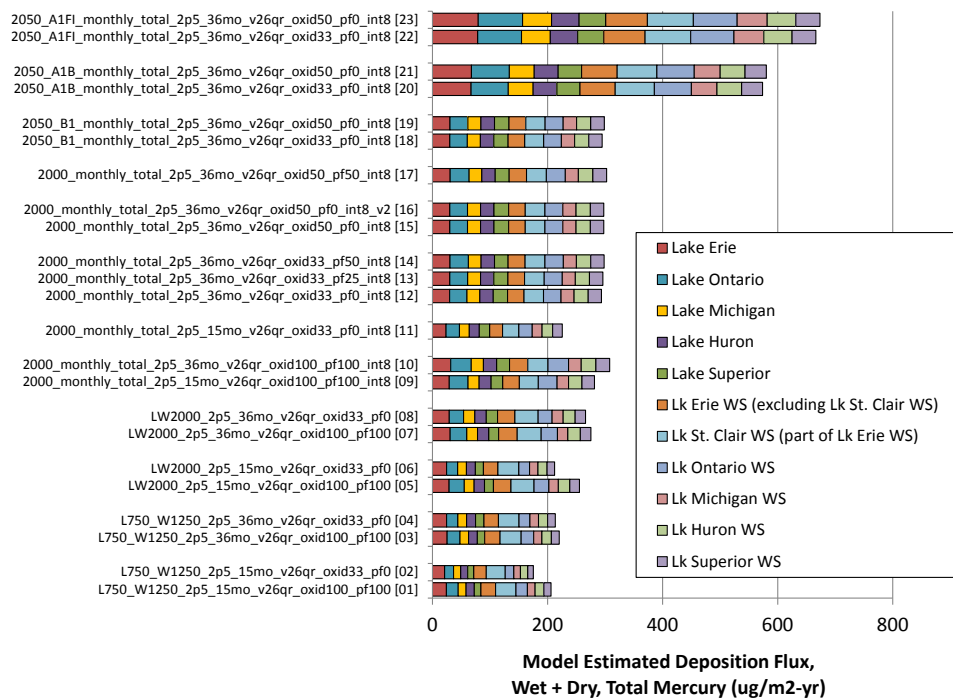 2050_A1FI_monthly_total_2p5_36mo_v26qr_oxid50_pf0_int8 [23]
2050_A1FI_monthly_total_2p5_36mo_v26qr_oxid33_pf0_int8 [22]
2050_A1B_monthly_total_2p5_36mo_v26qr_oxid50_pf0_int8 [21]
2050_A1B_monthly_total_2p5_36mo_v26qr_oxid33_pf0_int8 [20]
2050_B1_monthly_total_2p5_36mo_v26qr_oxid50_pf0_int8 [19]
2050_B1_monthly_total_2p5_36mo_v26qr_oxid33_pf0_int8 [18]
2000_monthly_total_2p5_36mo_v26qr_oxid50_pf50_int8 [17]
2000_monthly_total_2p5_36mo_v26qr_oxid50_pf0_int8_v2 [16]
2000_monthly_total_2p5_36mo_v26qr_oxid50_pf0_int8 [15]
2000_monthly_total_2p5_36mo_v26qr_oxid33_pf50_int8 [14]
2000_monthly_total_2p5_36mo_v26qr_oxid33_pf25_int8 [13]
2000_monthly_total_2p5_36mo_v26qr_oxid33_pf0_int8 [12]
2000_monthly_total_2p5_15mo_v26qr_oxid33_pf0_int8 [11]
2000_monthly_total_2p5_36mo_v26qr_oxid100_pf100_int8 [10]
2000_monthly_total_2p5_15mo_v26qr_oxid100_pf100_int8 [09]
LW2000_2p5_36mo_v26qr_oxid33_pf0 [08]
LW2000_2p5_36mo_v26qr_oxid100_pf100 [07]
LW2000_2p5_15mo_v26qr_oxid33_pf0 [06]
LW2000_2p5_15mo_v26qr_oxid100_pf100 [05]
L750_W1250_2p5_36mo_v26qr_oxid33_pf0 [04]
L750_W1250_2p5_36mo_v26qr_oxid100_pf100 [03]
L750_W1250_2p5_15mo_v26qr_oxid33_pf0 [02]
L750_W1250_2p5_15mo_v26qr_oxid100_pf100 [01]
Lake Erie
Lake Ontario
Lake Michigan
Lake Huron
Lake Superior
Lk Erie WS (excluding Lk St. Clair WS)
Lk St. Clair WS (part of Lk Erie WS)
Lk Ontario WS
Lk Michigan WS
Lk Huron WS
Lk Superior WS
0 200 400 600 800
Model Estimated Deposition Flux,
Wet + Dry, Total Mercury (ug/m2-yr)